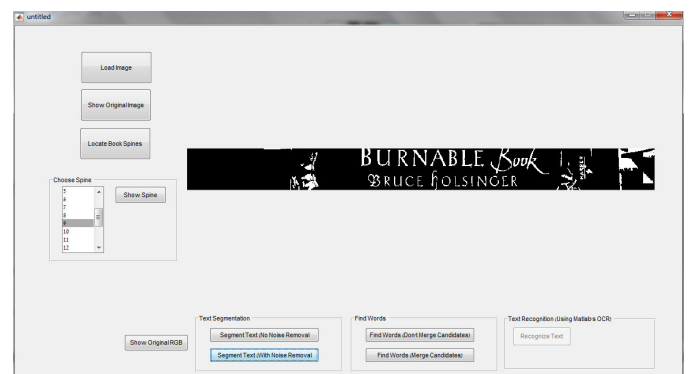 untitled
Load Image
Show Original Image
Locate Book Spines
BURNABLE Book
BRUCE HOLSINGER
Choose Spine
5
6
7
8
9
10
11
12
Show Spine
Text Segmentation
Segment Text (No Noise Removal
Segment Text (With Noise Removal
Show Original RGB
Find Words
Find Words (Don't Merge Candidates)
Find Words (Merge Candidates)
Text Recognition (Using Matlab's OCR)
Recognize Text